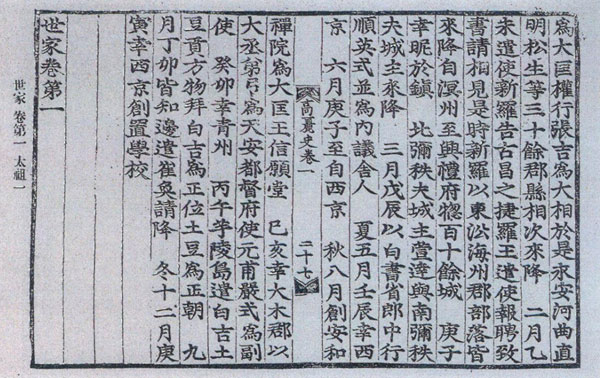 爲大匡權行張吉爲大相於是永安河曲直
明松生等三十餘郡縣相次來降 二月乙
未遣使新羅告古昌之捷羅王遣使報聘致
書請相見是時新羅以東㳂海州郡部落皆
來降自溟州至興禮府惣百十餘城 庚子
幸昵於鎭 北彌秩夫城主萱達與南彌秩
夫城主來降 三月戊辰以白書省郎中行
順英式並爲內議舍人 夏五月壬辰幸西
京 六月庚子至自西京 秋八月創安和
高麗史卷一 二十七
禪院爲大匡王信願堂 己亥幸大木郡以
大丞弟弓爲天安都督府使元甫嚴式爲副
使 癸卯幸青州 丙午芋陵島遣白吉土
豆貢方物拜白吉爲正位土豆爲正朝 九
月丁卯皆知邊遣崔奐請降 冬十二月庚
寅幸西京創置學校
世家卷第一
世家 卷第一 太祖一